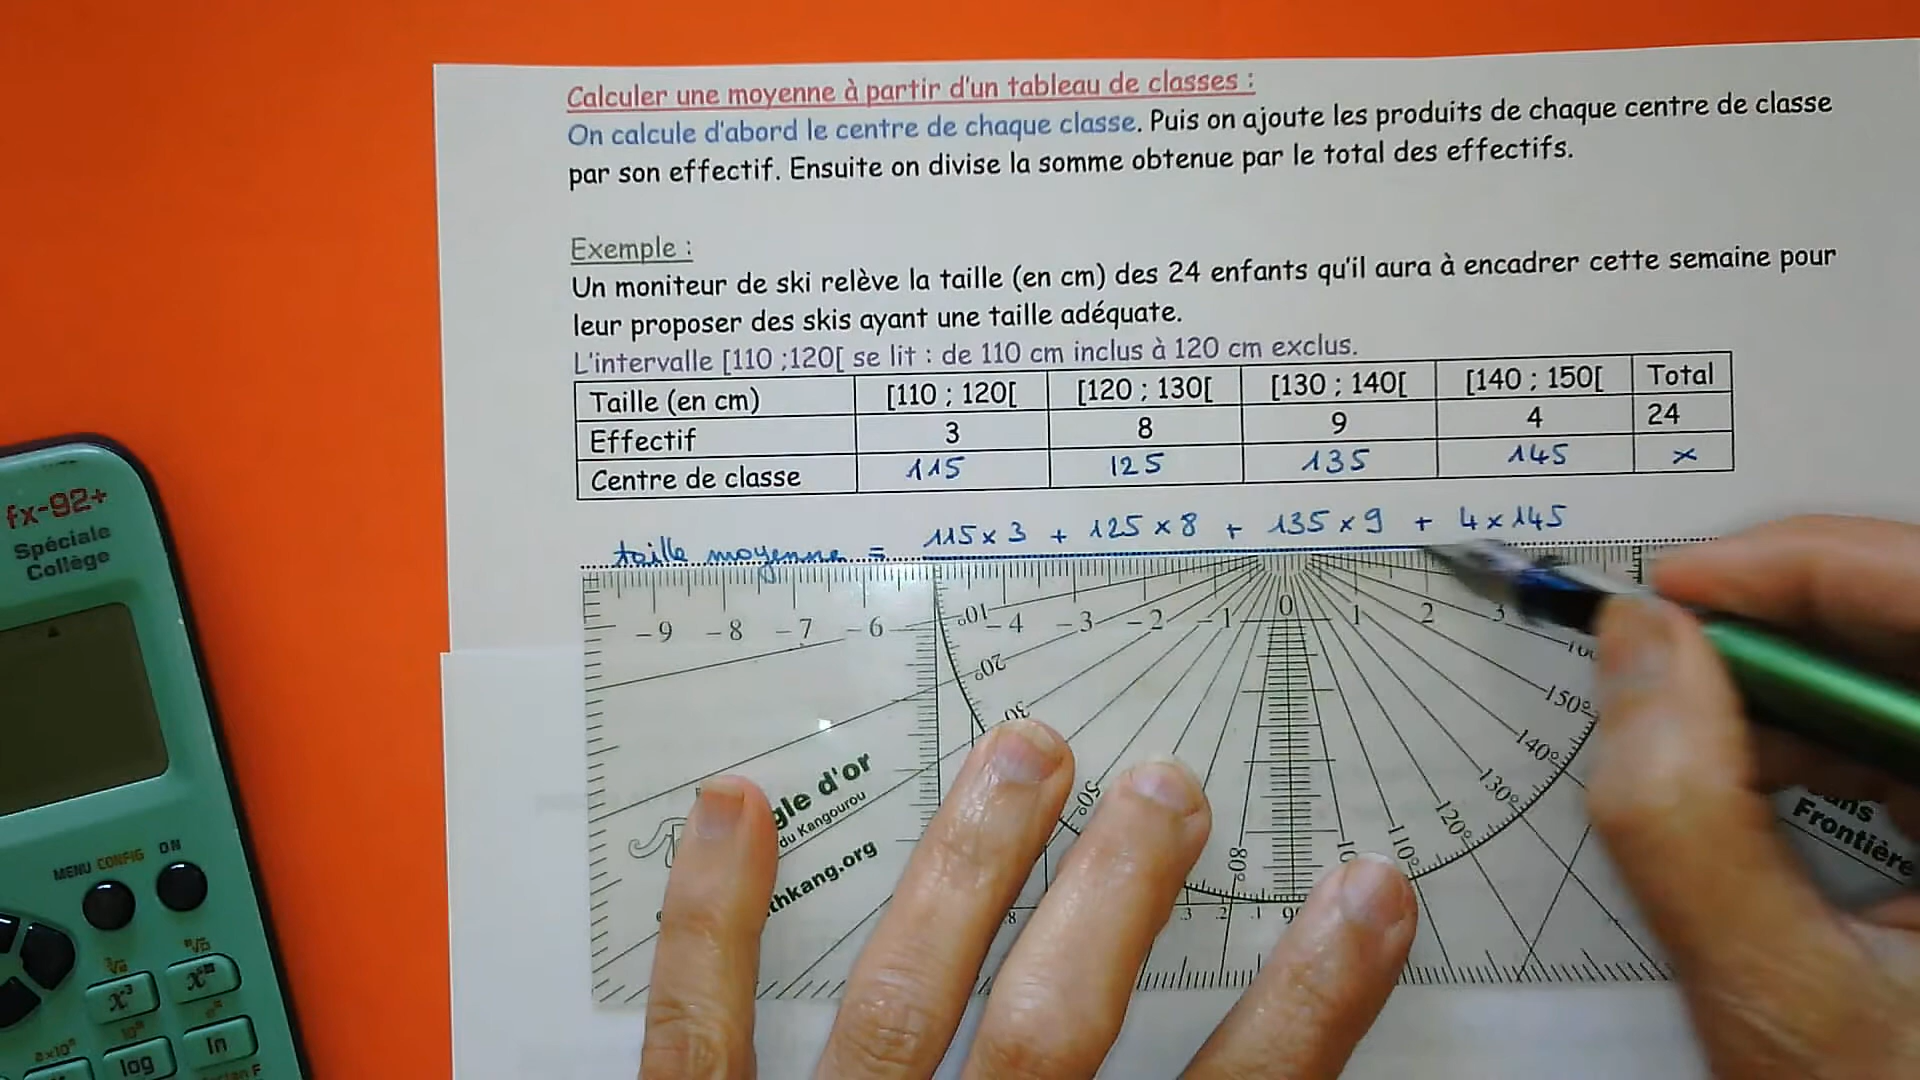 Calculer une moyenne à partir d'un tableau de classes :
On calcule d'abord le centre de chaque classe. Puis on ajoute les produits de chaque centre de classe
par son effectif. Ensuite on divise la somme obtenue par le total des effectifs.
Exemple :
Un moniteur de ski relève la taille (en cm) des 24 enfants qu'il aura à encadrer cette semaine pour
leur proposer des skis ayant une taille adéquate.
L'intervalle [110 ;120[ se lit : de 110 cm inclus à 120 cm exclus.
Taille (en cm) [110 ; 120[ [120 ; 130[ [130 ; 140[ [140 ; 150[ Total
Effectif 3 8 9 4 24
Centre de classe 115 125 135 145 x
taille moyenne = 115 x 3 + 125 x 8 + 135 x 9 + 4 x 145
-9 -8 -7 -6 -4 -3 -2 -1 0 1 2 3
10° 20° 50° 80° 110° 120° 130° 140° 150°
d'or
du Kangourou
Frontière
fx-92+
Spéciale
Collège
MENU CONFIG ON
log ln